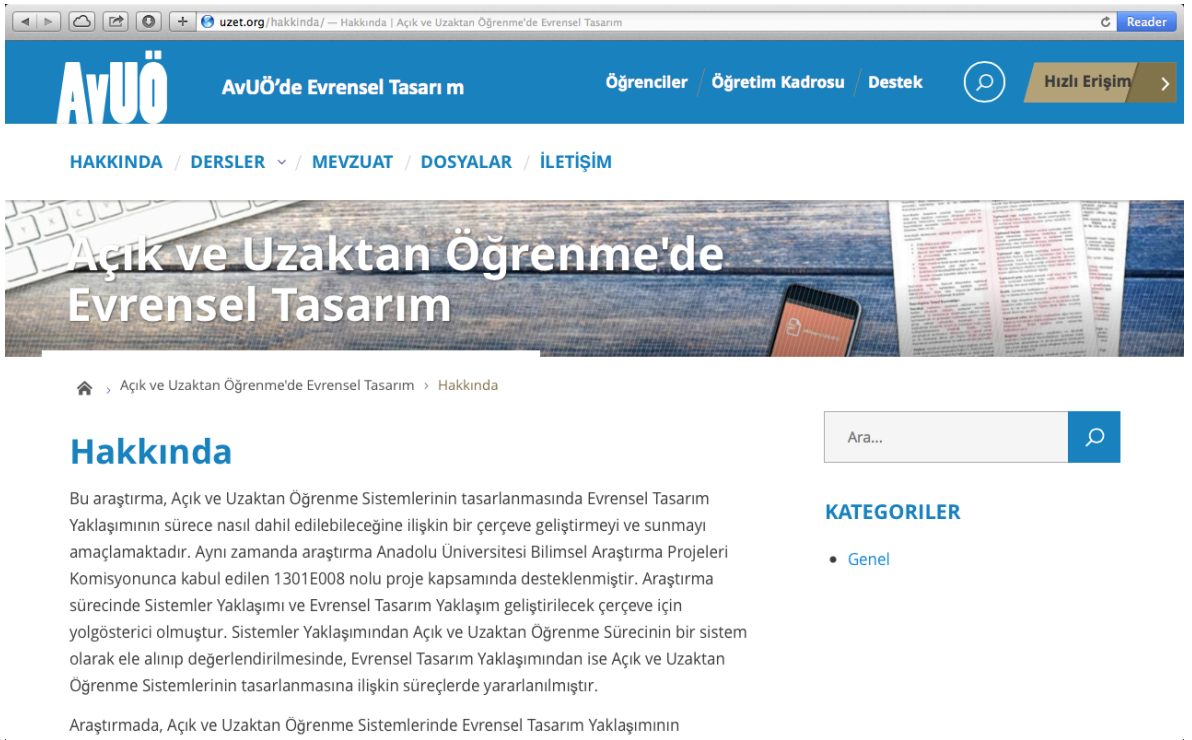 uzet.org/hakkinda/ — Hakkında | Açık ve Uzaktan Öğrenme'de Evrensel Tasarım
Reader
AvUÖ
AvUÖ’de Evrensel Tasarı m
Öğrenciler / Öğretim Kadrosu / Destek
Hızlı Erişim
HAKKINDA / DERSLER / MEVZUAT / DOSYALAR / İLETİŞİM
Açık ve Uzaktan Öğrenme'de
Evrensel Tasarım
Açık ve Uzaktan Öğrenme'de Evrensel Tasarım › Hakkında
Ara...
Hakkında
Bu araştırma, Açık ve Uzaktan Öğrenme Sistemlerinin tasarlanmasında Evrensel Tasarım
Yaklaşımının sürece nasıl dahil edilebileceğine ilişkin bir çerçeve geliştirmeyi ve sunmayı
amaçlamaktadır. Aynı zamanda araştırma Anadolu Üniversitesi Bilimsel Araştırma Projeleri
Komisyonunca kabul edilen 1301E008 nolu proje kapsamında desteklenmiştir. Araştırma
sürecinde Sistemler Yaklaşımı ve Evrensel Tasarım Yaklaşım geliştirilecek çerçeve için
yolgösterici olmuştur. Sistemler Yaklaşımından Açık ve Uzaktan Öğrenme Sürecinin bir sistem
olarak ele alınıp değerlendirilmesinde, Evrensel Tasarım Yaklaşımından ise Açık ve Uzaktan
Öğrenme Sistemlerinin tasarlanmasına ilişkin süreçlerde yararlanılmıştır.
Araştırmada, Açık ve Uzaktan Öğrenme Sistemlerinde Evrensel Tasarım Yaklaşımının
KATEGORILER
Genel